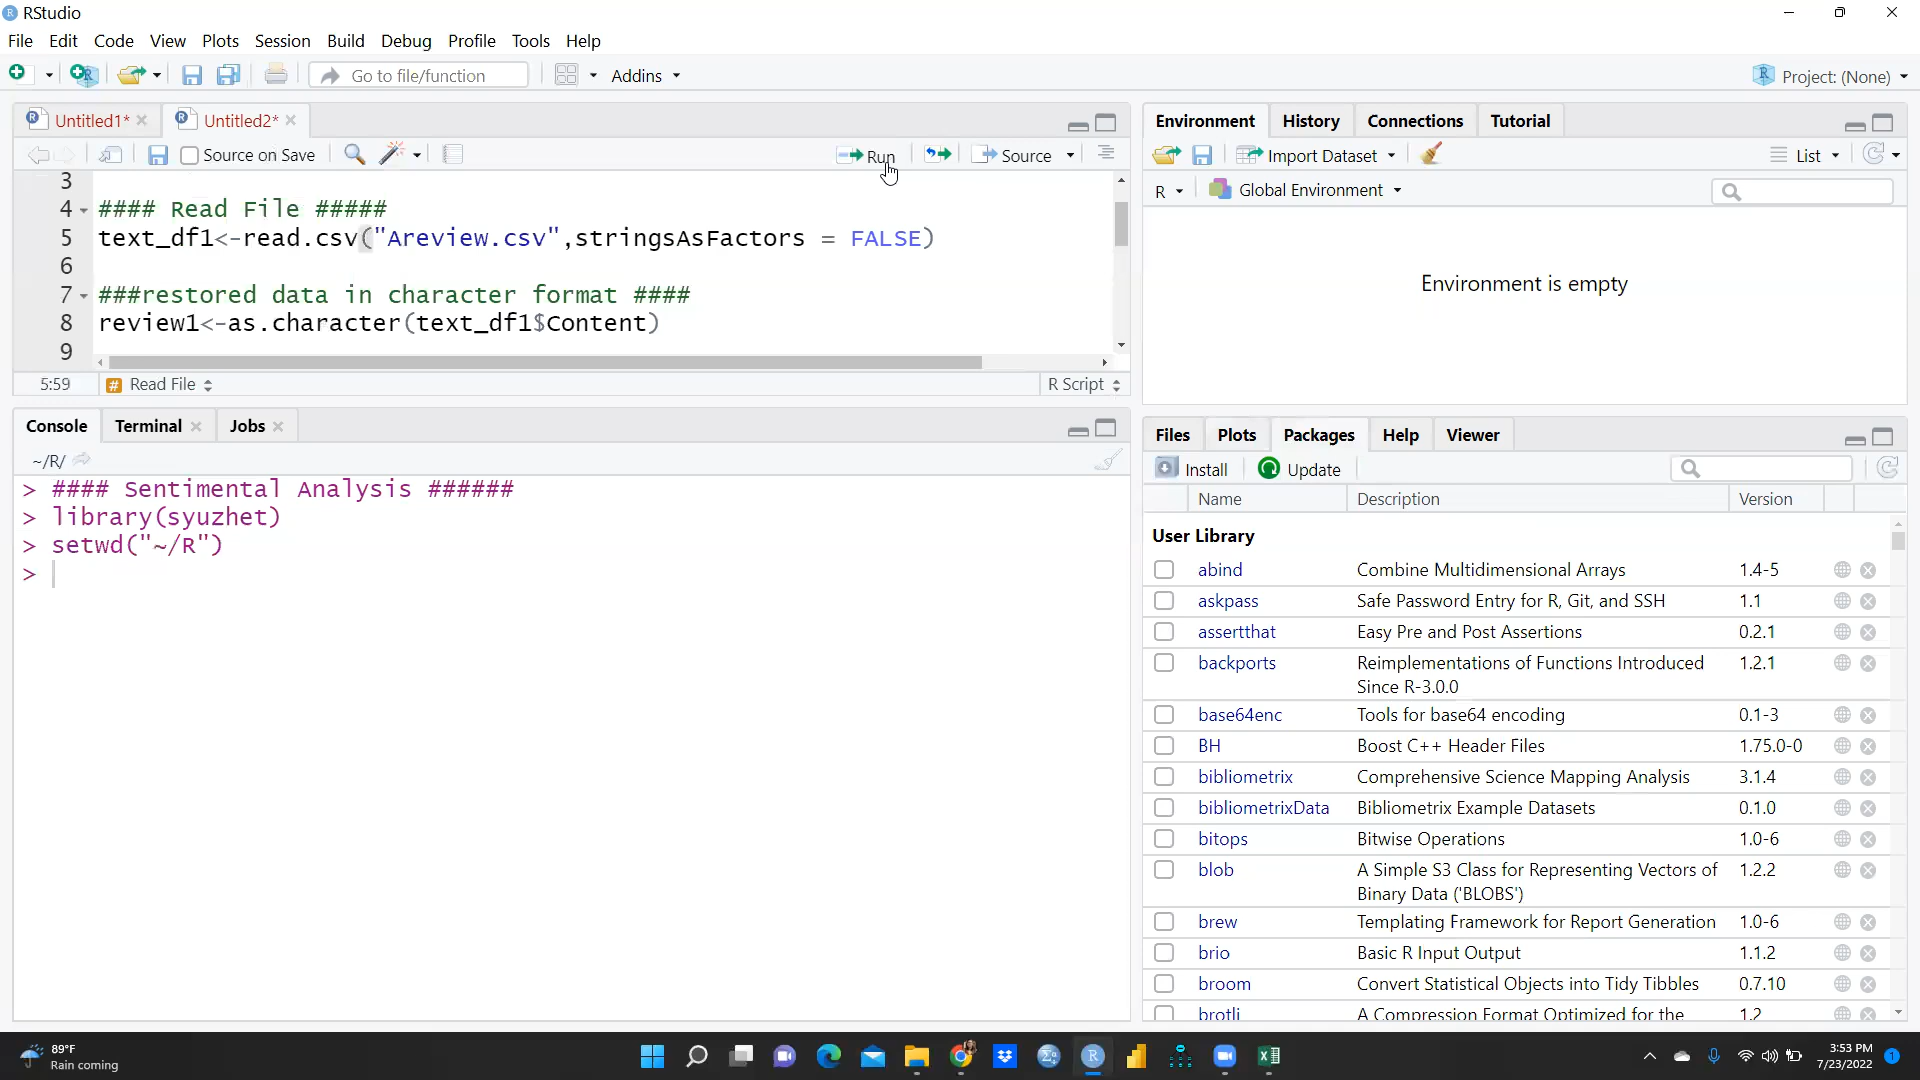 RStudio
File Edit Code View Plots Session Build Debug Profile Tools Help
Go to file/function Addins Project: (None)
Untitled1* Untitled2*
Source on Save Run Source
3
4 #### Read File #####
5 text_df1<-read.csv("Areview.csv",stringsAsFactors = FALSE)
6
7 ###restored data in character format ####
8 review1<-as.character(text_df1$Content)
9
5:59 Read File R Script
Console Terminal Jobs
~/R/
> #### Sentimental Analysis ######
> library(syuzhet)
> setwd("~/R")
>
Environment History Connections Tutorial
Import Dataset List
R Global Environment
Environment is empty
Files Plots Packages Help Viewer
Install Update
Name Description Version
User Library
abind Combine Multidimensional Arrays 1.4-5
askpass Safe Password Entry for R, Git, and SSH 1.1
assertthat Easy Pre and Post Assertions 0.2.1
backports Reimplementations of Functions Introduced 1.2.1
Since R-3.0.0
base64enc Tools for base64 encoding 0.1-3
BH Boost C++ Header Files 1.75.0-0
bibliometrix Comprehensive Science Mapping Analysis 3.1.4
bibliometrixData Bibliometrix Example Datasets 0.1.0
bitops Bitwise Operations 1.0-6
blob A Simple S3 Class for Representing Vectors of 1.2.2
Binary Data ('BLOBS')
brew Templating Framework for Report Generation 1.0-6
brio Basic R Input Output 1.1.2
broom Convert Statistical Objects into Tidy Tibbles 0.7.10
brotli A Compression Format Optimized for the 1.2
89°F
Rain coming
3:53 PM
7/23/2022
1